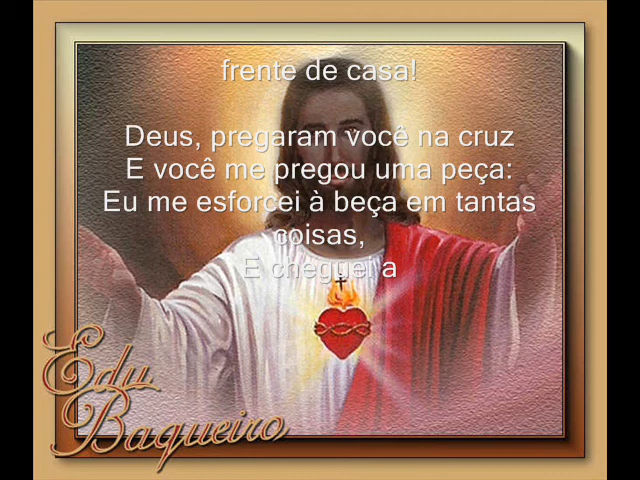 frente de casa!
Deus, pregaram você na cruz
E você me pregou uma peça:
Eu me esforcei à beça em tantas
coisas,
E cheguei a
Edu
Baqueiro